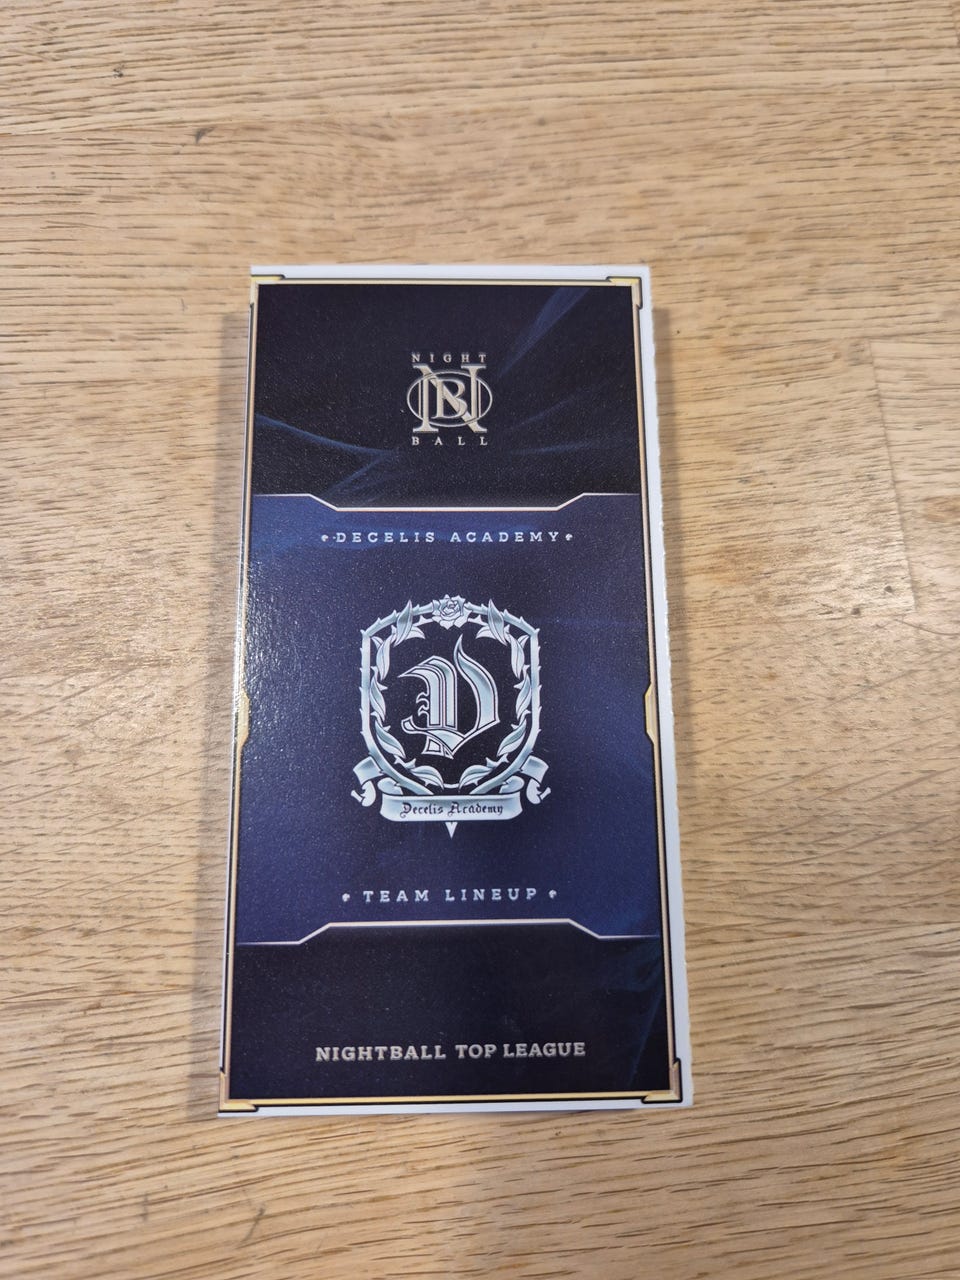 NIGHT
NB
BALL
DECELIS ACADEMY
D
Decelis Academy
TEAM LINEUP
NIGHTBALL TOP LEAGUE